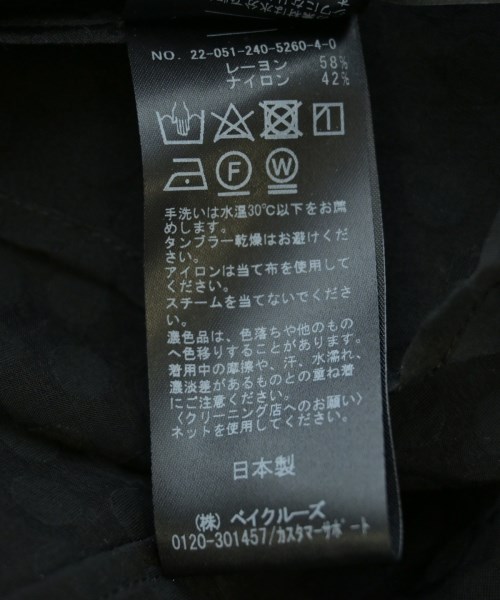 NO. 22-051-240-5260-4-0
レーヨン 58%
ナイロン 42%
F W
手洗いは水温30℃以下をお薦
めします。
タンブラー乾燥はお避けくだ
さい。
アイロンは当て布を使用して
ください。
スチームを当てないでくださ
い。
濃色品は、色落ちや他のもの
へ色移りすることがあります。
着用中の摩擦や、汗、水濡れ、
濃淡差があるものとの重ね着
にご注意ください。
〈クリーニング店へのお願い〉
ネットを使用してください。
日本製
(株) ベイクルーズ
0120-301457/カスタマーサポート